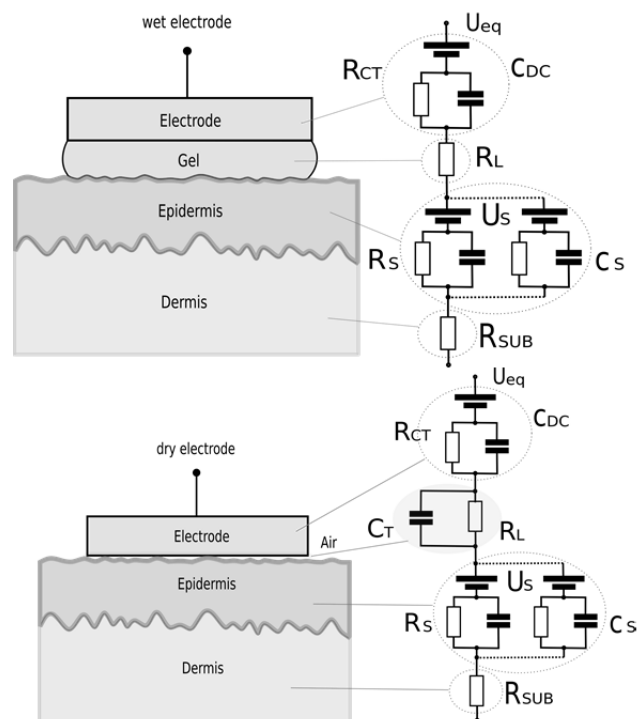 wet electrode
Ueq
RCT
CDC
Electrode
Gel
RL
Epidermis
US
RS
CS
Dermis
RSUB
Ueq
CDC
RCT
dry electrode
Electrode
Air
CT
RL
Epidermis
US
RS
CS
Dermis
RSUB